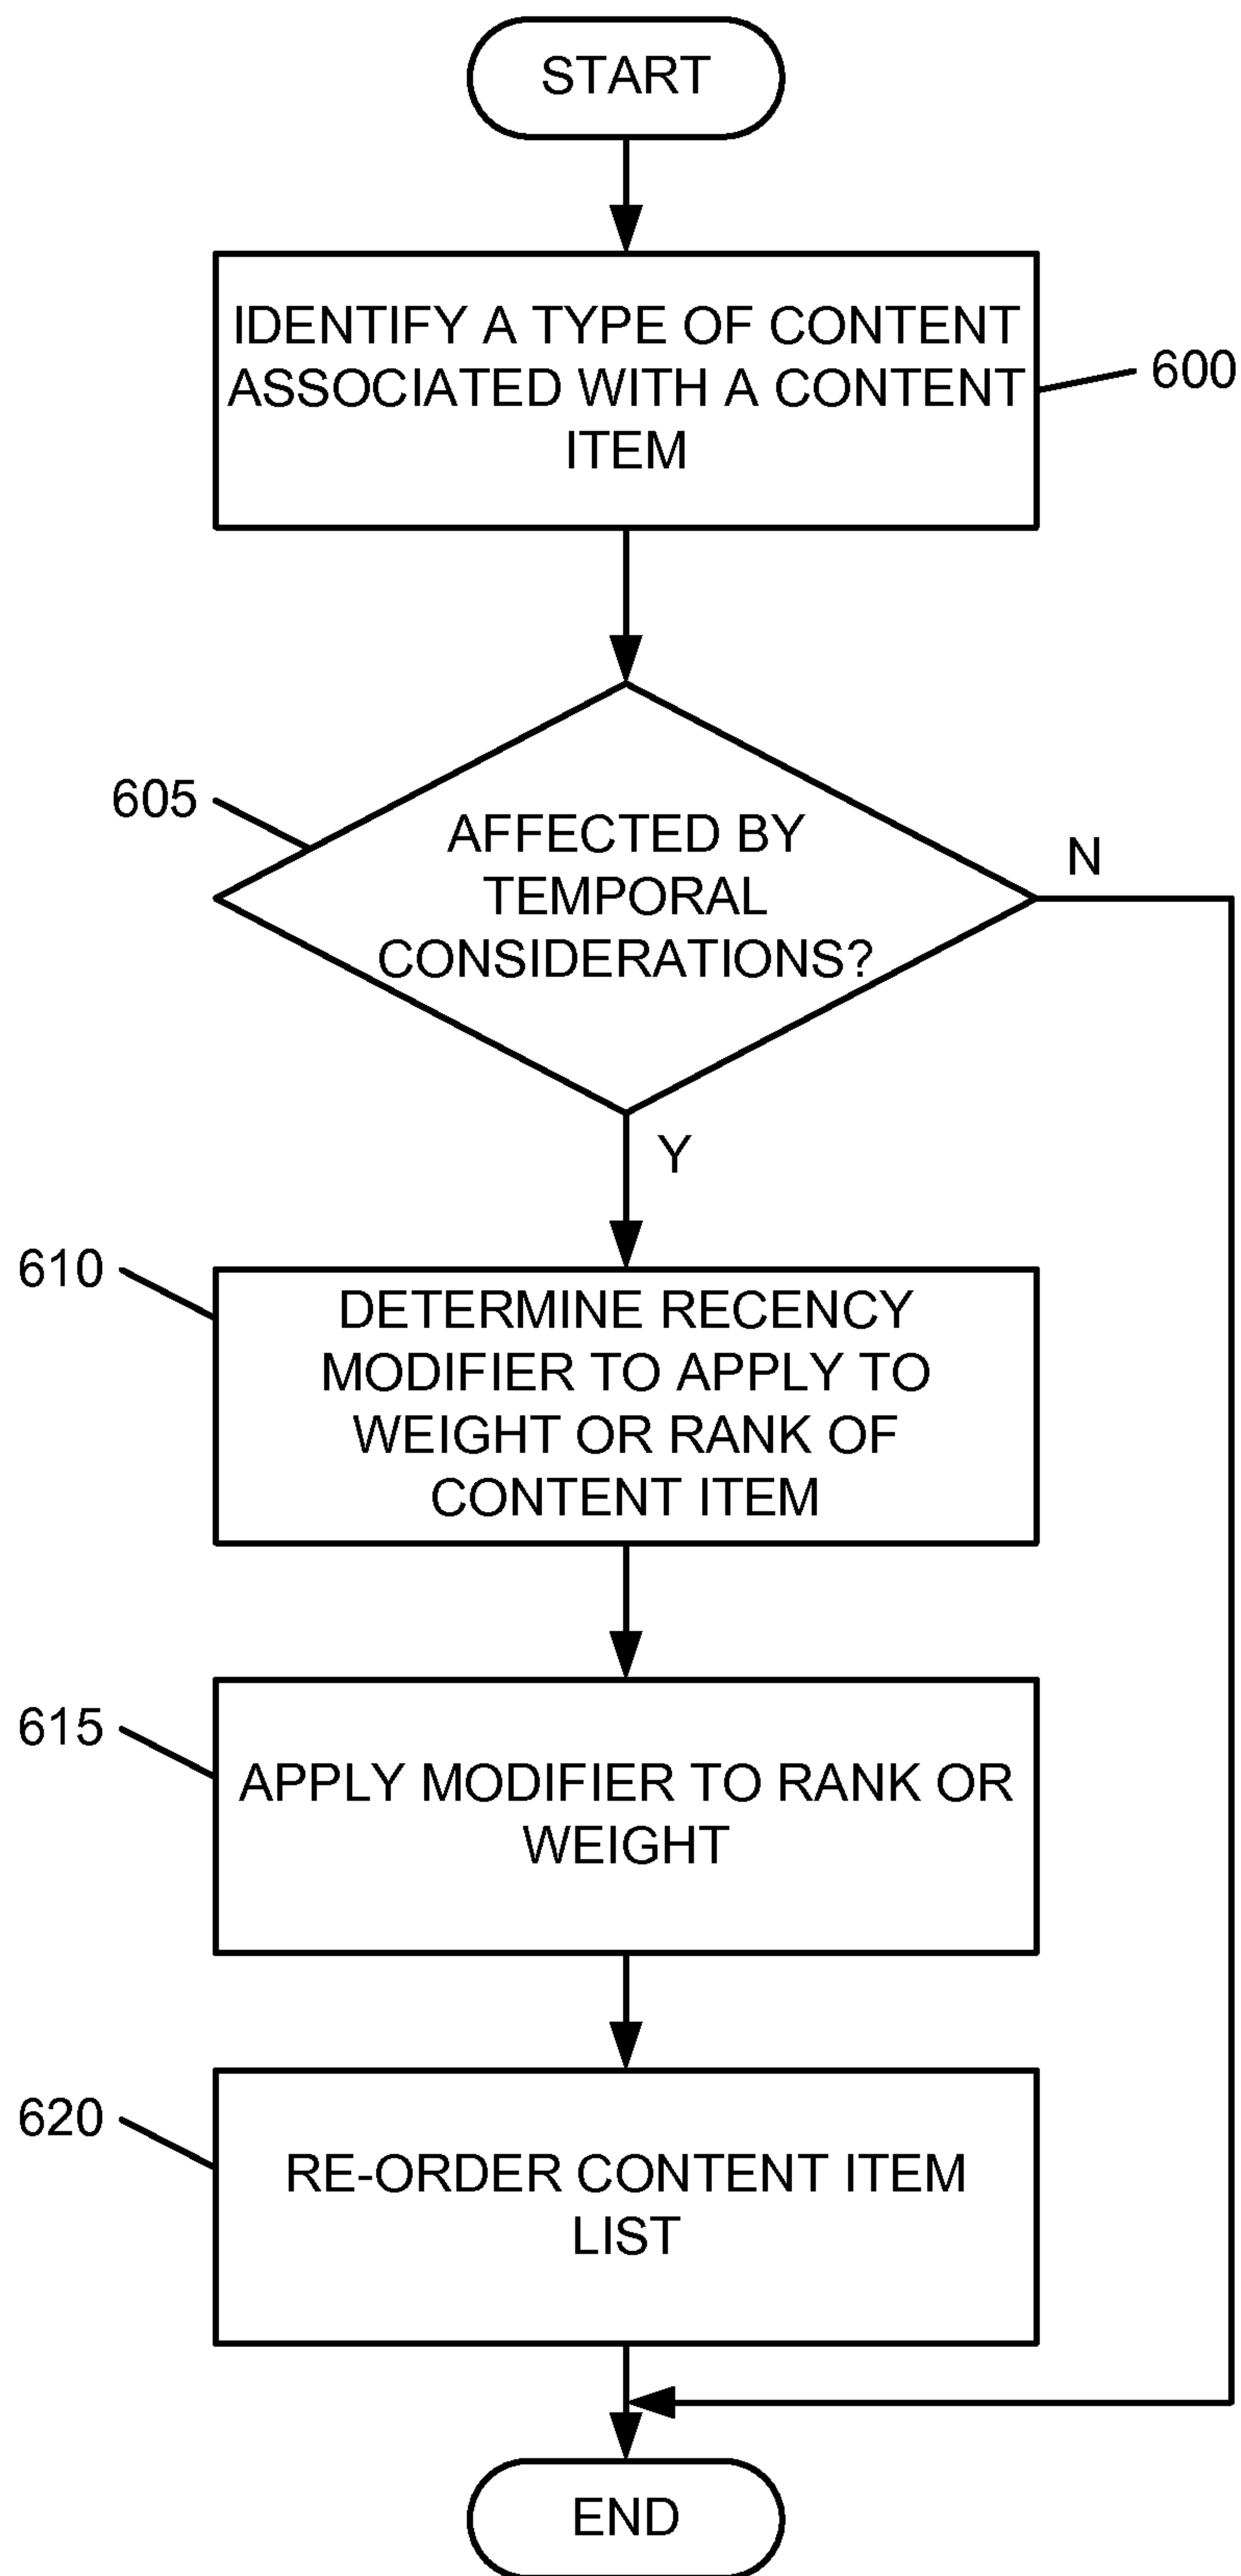 START
IDENTIFY A TYPE OF CONTENT
ASSOCIATED WITH A CONTENT
ITEM
600
605
AFFECTED BY
TEMPORAL
CONSIDERATIONS?
N
Y
610
DETERMINE RECENCY
MODIFIER TO APPLY TO
WEIGHT OR RANK OF
CONTENT ITEM
615
APPLY MODIFIER TO RANK OR
WEIGHT
620
RE-ORDER CONTENT ITEM
LIST
END